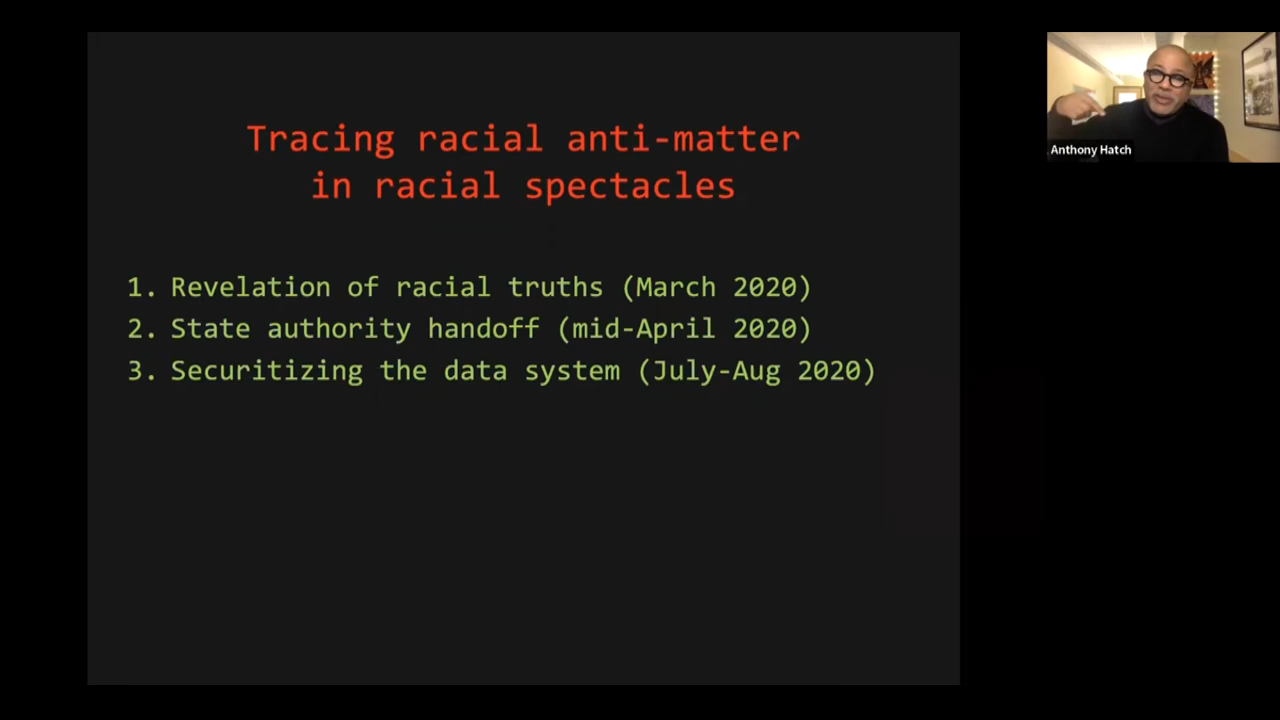 Tracing racial anti-matter
in racial spectacles
1. Revelation of racial truths (March 2020)
2. State authority handoff (mid-April 2020)
3. Securitizing the data system (July-Aug 2020)
Anthony Hatch